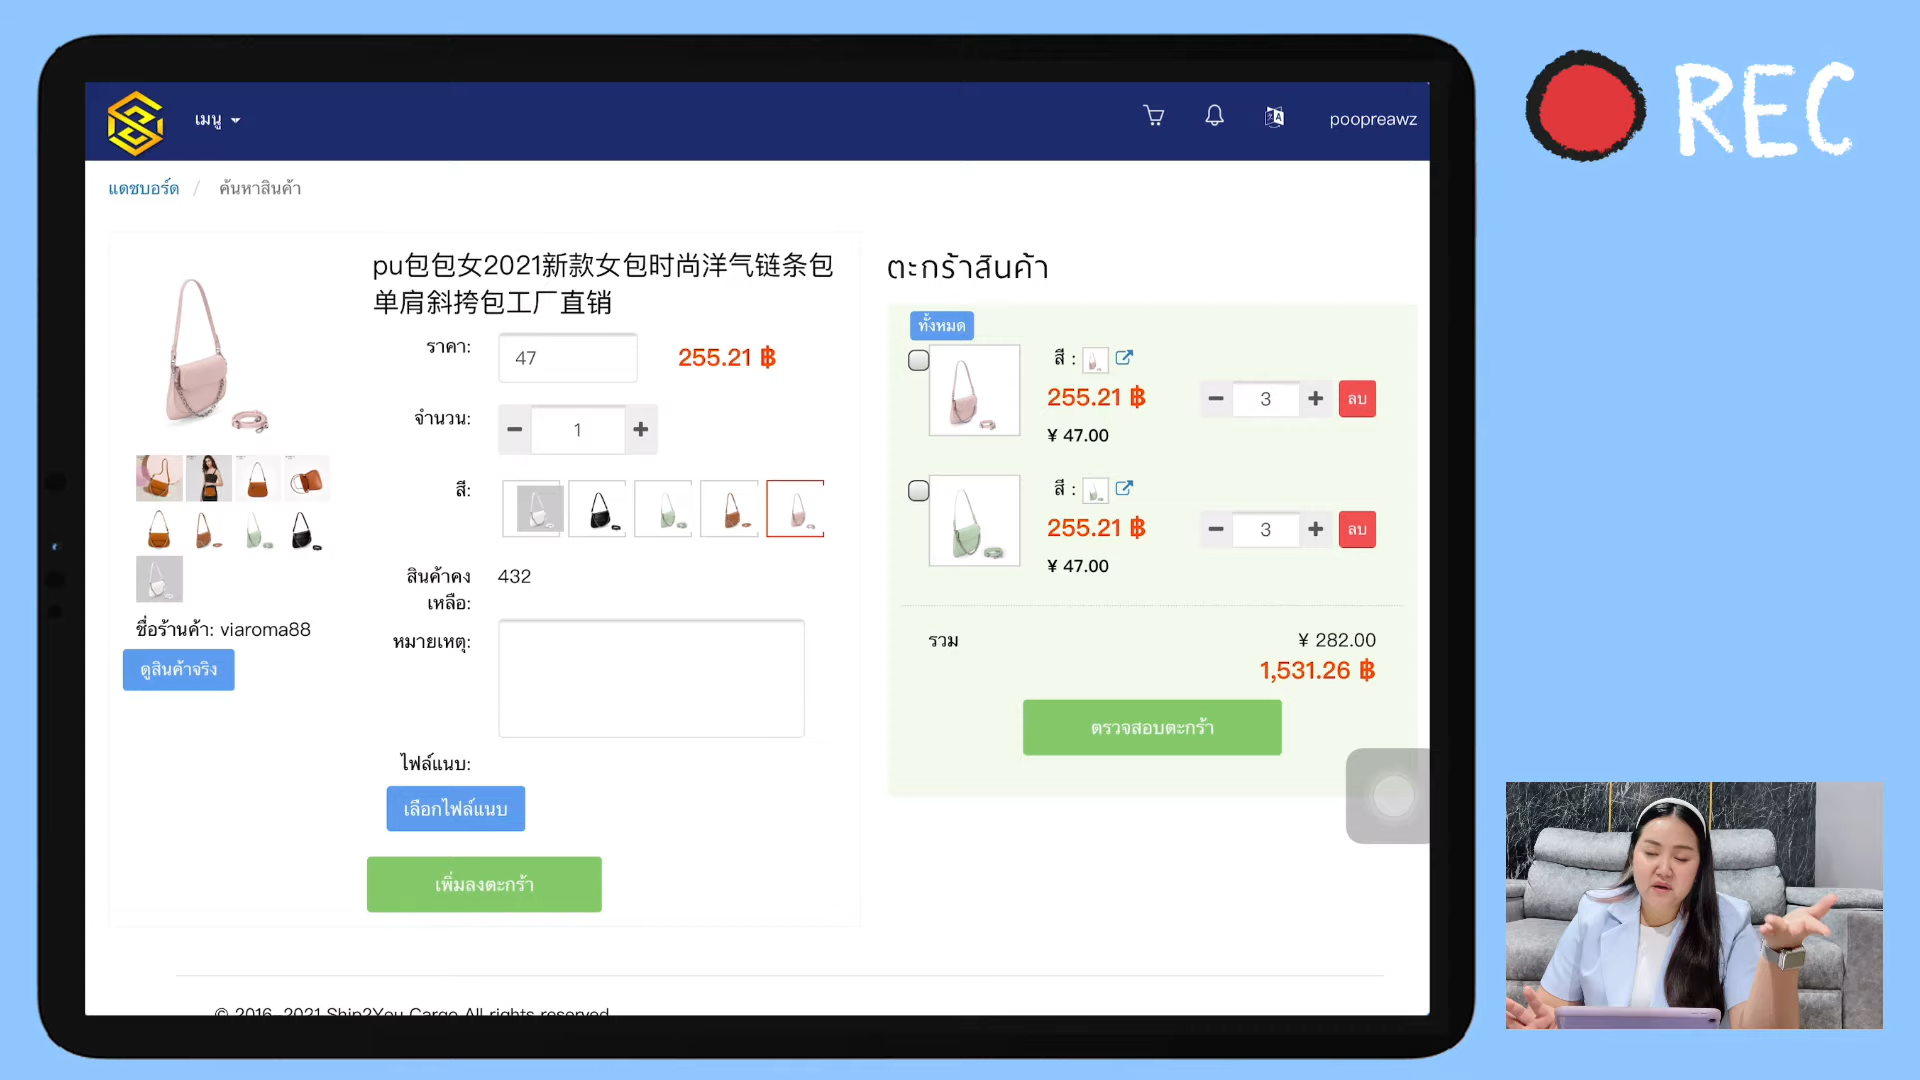 REC
เมนู
poopreawz
แดชบอร์ด / ค้นหาสินค้า
pu包包女2021新款女包时尚洋气链条包
单肩斜挎包工厂直销
ราคา: 47 255.21 ฿
จำนวน: − 1 +
สี:
สินค้าคง
เหลือ: 432
หมายเหตุ:
ไฟล์แนบ:
เลือกไฟล์แนบ
เพิ่มลงตะกร้า
ชื่อร้านค้า: viaroma88
ดูสินค้าจริง
ตะกร้าสินค้า
ทั้งหมด
สี :
255.21 ฿
¥ 47.00
− 3 + ลบ
สี :
255.21 ฿
¥ 47.00
− 3 + ลบ
รวม ¥ 282.00
1,531.26 ฿
ตรวจสอบตะกร้า
© 2016 -2021 Ship2You Cargo All rights reserved